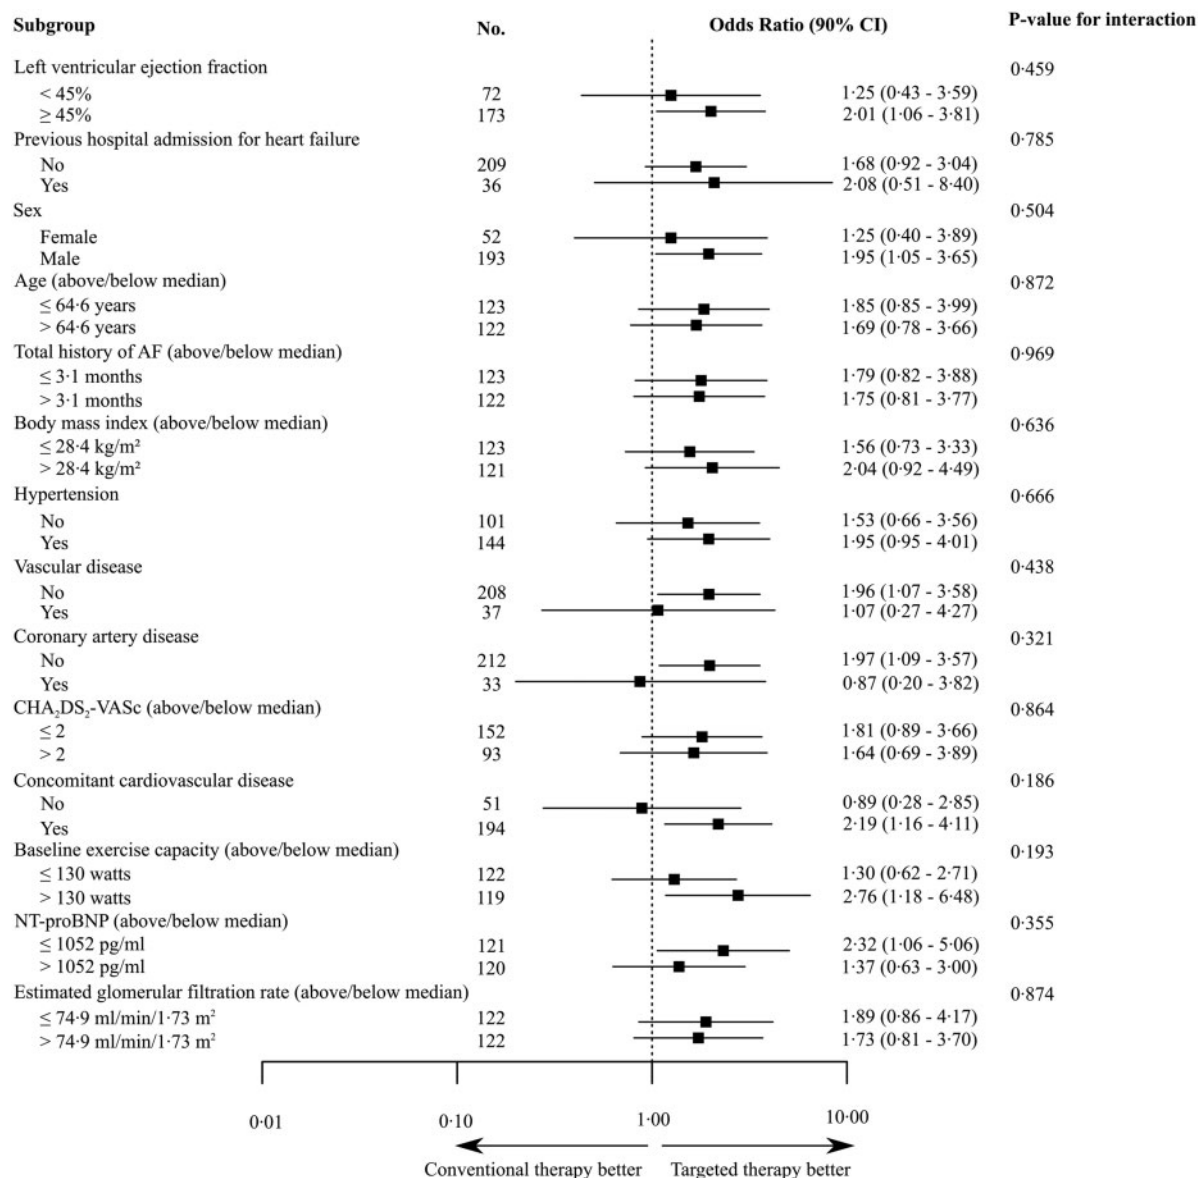 Subgroup No. Odds Ratio (90% CI) P-value for interaction
Left ventricular ejection fraction 0·459
< 45% 72 1·25 (0·43 - 3·59)
≥ 45% 173 2·01 (1·06 - 3·81)
Previous hospital admission for heart failure 0·785
No 209 1·68 (0·92 - 3·04)
Yes 36 2·08 (0·51 - 8·40)
Sex 0·504
Female 52 1·25 (0·40 - 3·89)
Male 193 1·95 (1·05 - 3·65)
Age (above/below median) 0·872
≤ 64·6 years 123 1·85 (0·85 - 3·99)
> 64·6 years 122 1·69 (0·78 - 3·66)
Total history of AF (above/below median) 0·969
≤ 3·1 months 123 1·79 (0·82 - 3·88)
> 3·1 months 122 1·75 (0·81 - 3·77)
Body mass index (above/below median) 0·636
≤ 28·4 kg/m² 123 1·56 (0·73 - 3·33)
> 28·4 kg/m² 121 2·04 (0·92 - 4·49)
Hypertension 0·666
No 101 1·53 (0·66 - 3·56)
Yes 144 1·95 (0·95 - 4·01)
Vascular disease 0·438
No 208 1·96 (1·07 - 3·58)
Yes 37 1·07 (0·27 - 4·27)
Coronary artery disease 0·321
No 212 1·97 (1·09 - 3·57)
Yes 33 0·87 (0·20 - 3·82)
CHA₂DS₂-VASc (above/below median) 0·864
≤ 2 152 1·81 (0·89 - 3·66)
> 2 93 1·64 (0·69 - 3·89)
Concomitant cardiovascular disease 0·186
No 51 0·89 (0·28 - 2·85)
Yes 194 2·19 (1·16 - 4·11)
Baseline exercise capacity (above/below median) 0·193
≤ 130 watts 122 1·30 (0·62 - 2·71)
> 130 watts 119 2·76 (1·18 - 6·48)
NT-proBNP (above/below median) 0·355
≤ 1052 pg/ml 121 2·32 (1·06 - 5·06)
> 1052 pg/ml 120 1·37 (0·63 - 3·00)
Estimated glomerular filtration rate (above/below median) 0·874
≤ 74·9 ml/min/1·73 m² 122 1·89 (0·86 - 4·17)
> 74·9 ml/min/1·73 m² 122 1·73 (0·81 - 3·70)
0·01 0·10 1·00 10·00
Conventional therapy better Targeted therapy better